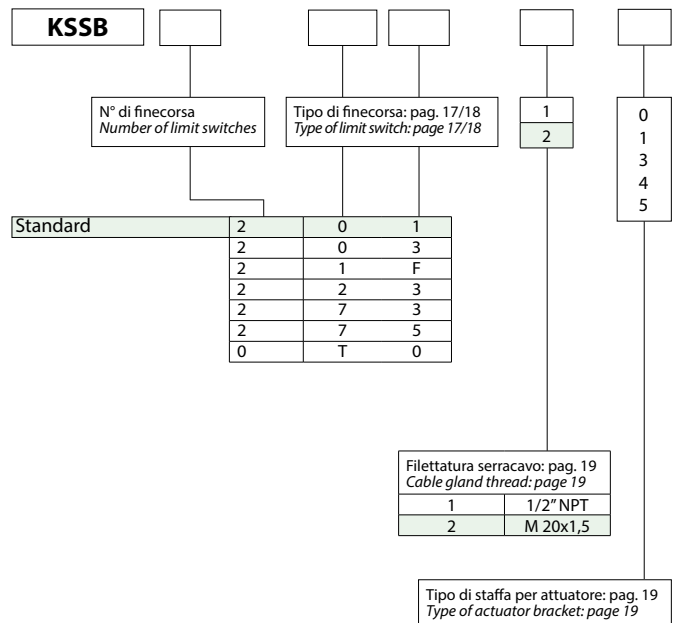 KSSB
N° di finecorsa
Number of limit switches
Tipo di finecorsa: pag. 17/18
Type of limit switch: page 17/18
1
2
0
1
3
4
5
Standard 2 0 1
2 0 3
2 1 F
2 2 3
2 7 3
2 7 5
0 T 0
Filettatura serracavo: pag. 19
Cable gland thread: page 19
1 1/2” NPT
2 M 20x1,5
Tipo di staffa per attuatore: pag. 19
Type of actuator bracket: page 19